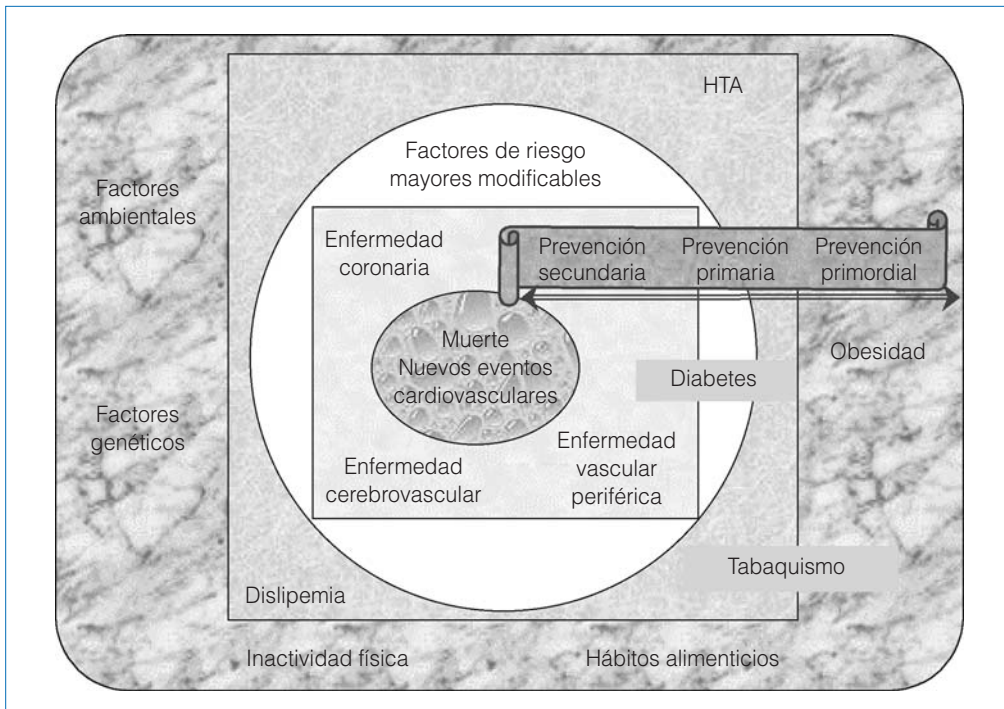 HTA
Factores de riesgo
mayores modificables
Factores
ambientales
Enfermedad
coronaria
Prevención
secundaria
Prevención
primaria
Prevención
primordial
Muerte
Nuevos eventos
cardiovasculares
Obesidad
Diabetes
Factores
genéticos
Enfermedad
cerebrovascular
Enfermedad
vascular
periférica
Tabaquismo
Dislipemia
Inactividad física
Hábitos alimenticios